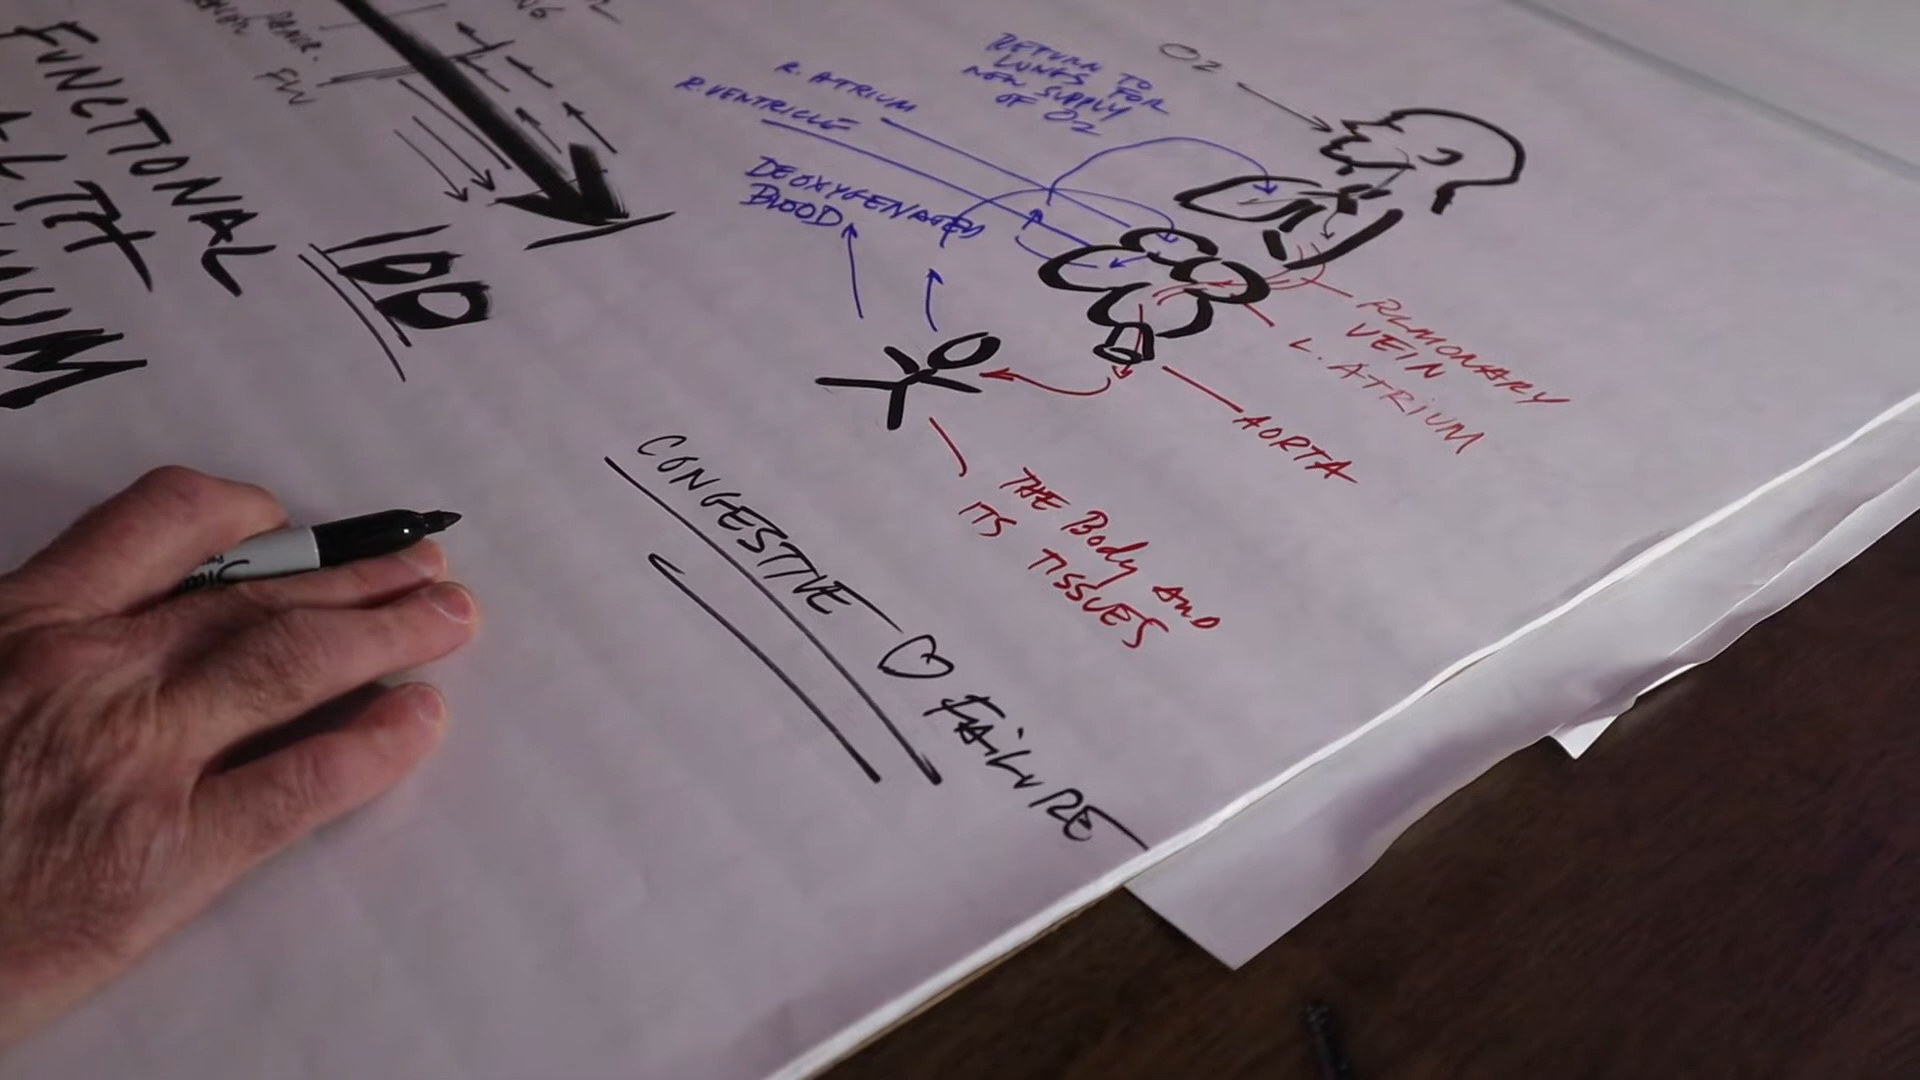 FUNCTIONAL
100
R. ATRIUM
R. VENTRICLE
DEOXYGENATED
BLOOD
RETURN TO
LUNGS FOR
NEW SUPPLY
OF O2
O2
PULMONARY
VEIN
L. ATRIUM
AORTA
THE BODY AND
ITS TISSUES
CONGESTIVE
FAILURE